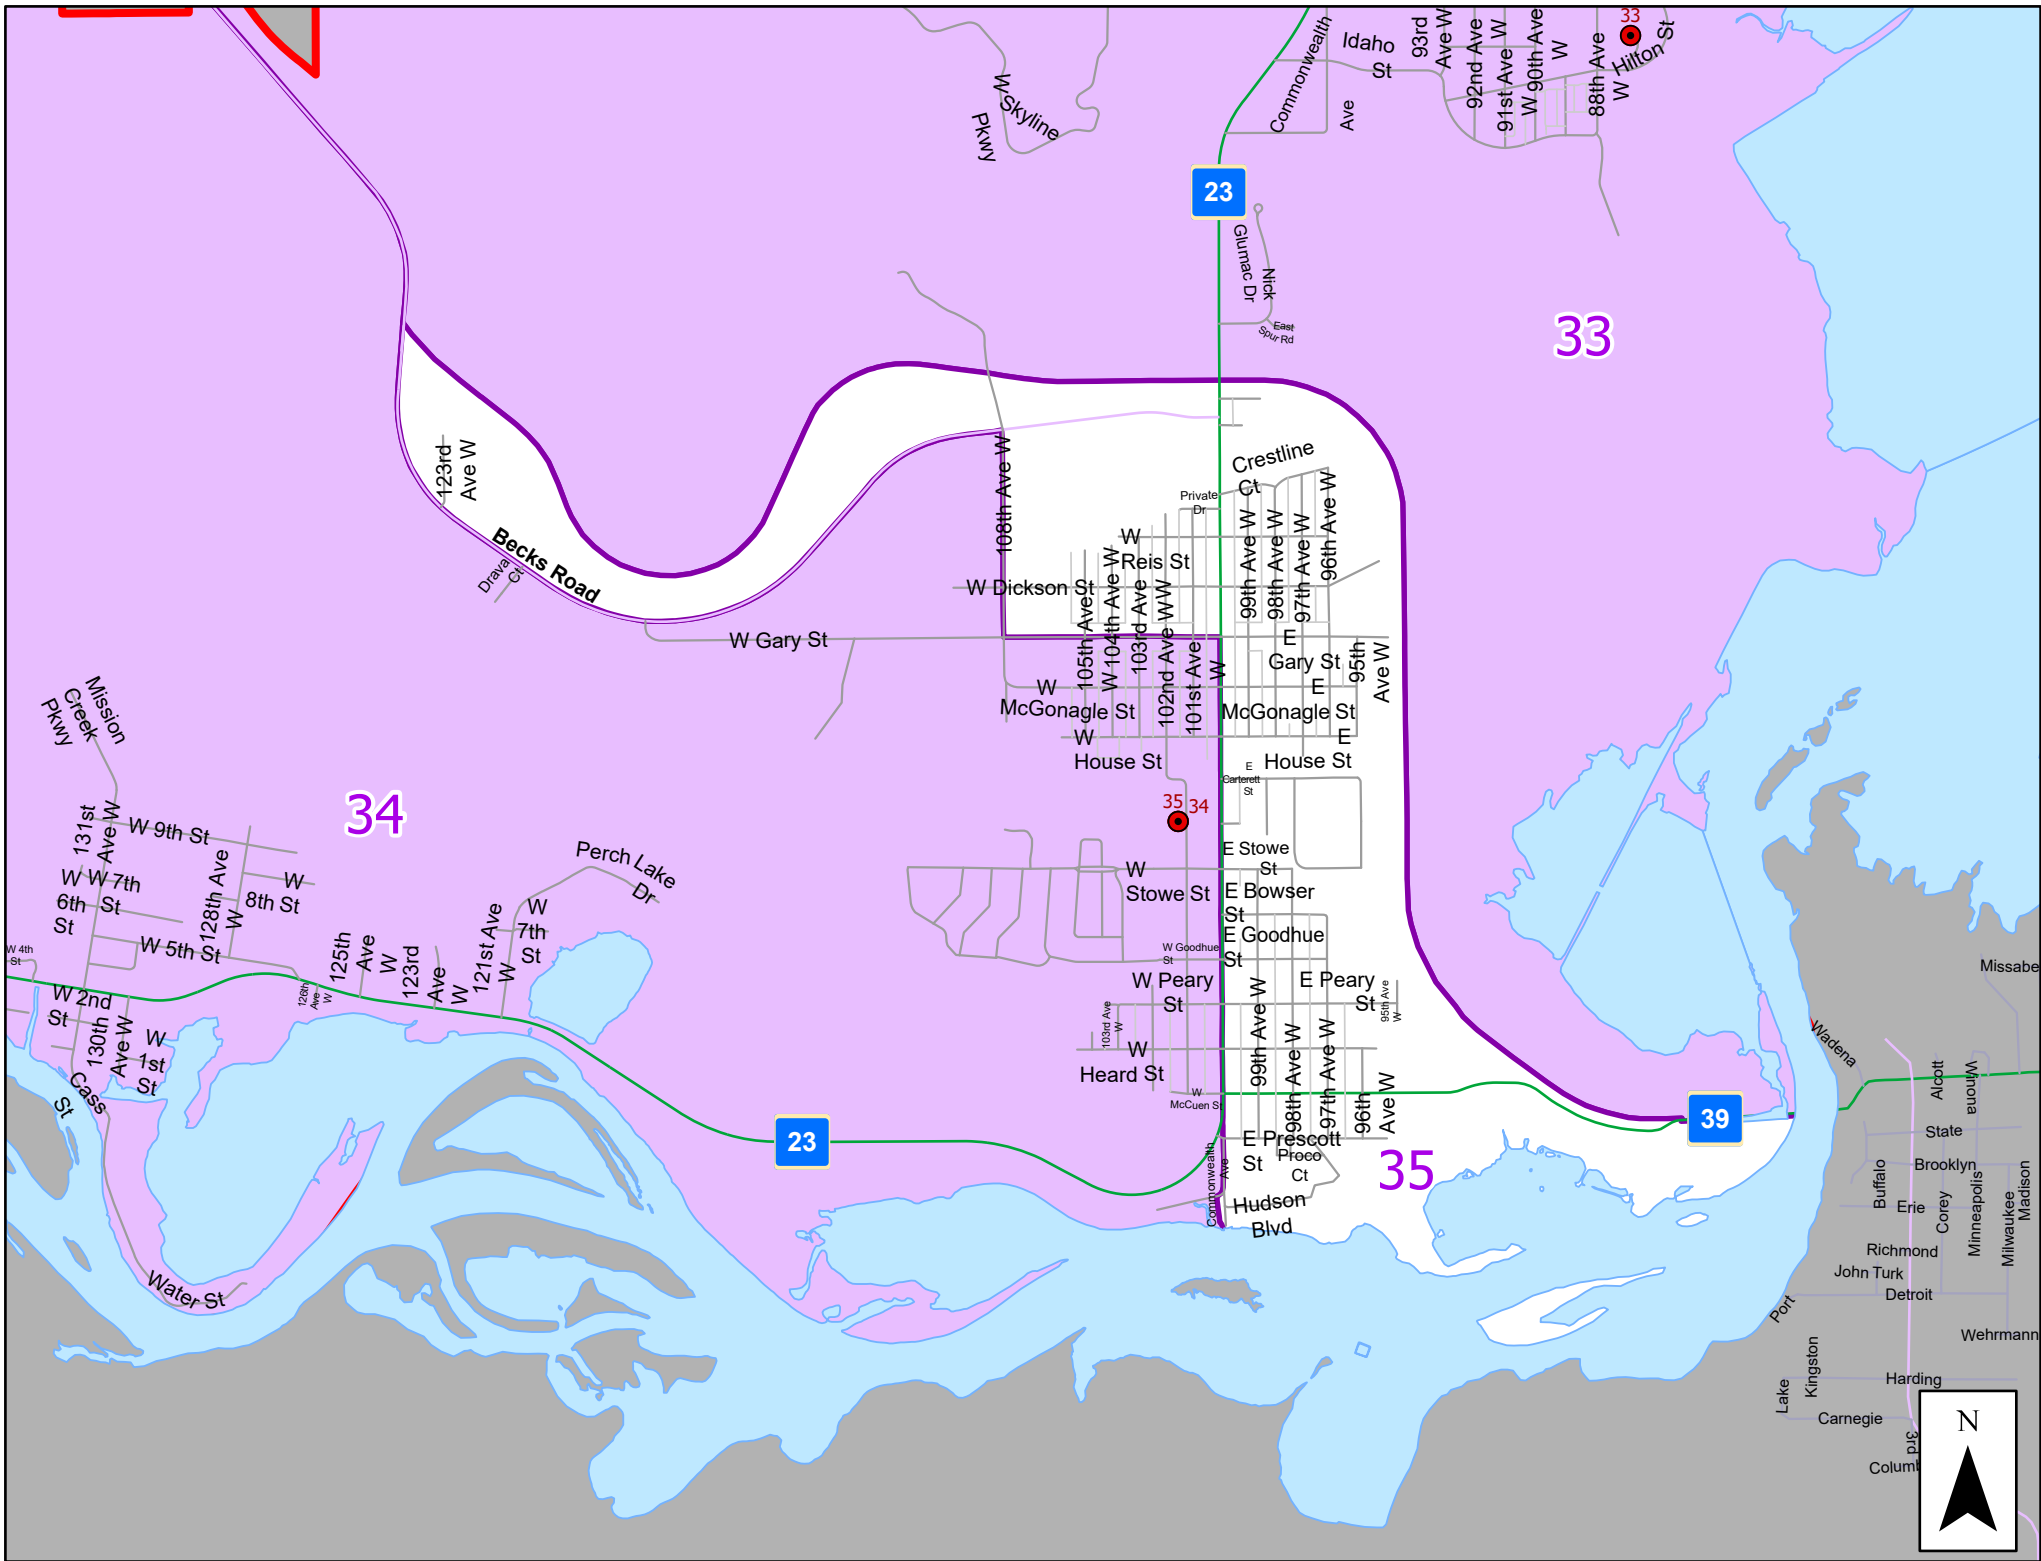 33
Commonwealth
Ave
Idaho
St
93rd
Ave W
92nd Ave
W
91st Ave W
90th Ave
W
88th Ave
W
Hilton St
W Skyline
Pkwy
23
Glumac Dr
Nick
East
Spur Rd
33
123rd
Ave W
Becks Road
Drava
Ct
108th Ave W
Crestline
Ct
Private
Dr
W
Reis St
W Dickson St
99th Ave W
98th Ave W
97th Ave W
96th Ave W
105th Ave
W
104th Ave W
103rd Ave
W
102nd Ave W
101st Ave
W
W Gary St
E
Gary St
95th
Ave W
W
McGonagle St
E
McGonagle St
W
House St
E
House St
E
Carterett
St
Mission
Creek
Pkwy
34
35 34
131st
Ave W
W 9th St
128th Ave
W
W
8th St
W 7th
St
W
6th
St
W 5th St
W 4th
St
Perch Lake
Dr
W
7th
St
121st Ave
W
123rd
Ave
W
125th
Ave
W
126th
Ave
W
W 2nd
St
130th
Ave W
W
1st
St
Cass
St
Water St
23
W
Stowe St
E Stowe
St
E Bowser
St
W Goodhue
St
E Goodhue
St
W Peary
St
E Peary
St
95th Ave
W
103rd Ave
W
W
Heard St
W
McCuen St
99th Ave W
98th Ave W
97th Ave W
96th
Ave W
E Prescott
St
Proco
Ct
Commonwealth
Ave
Hudson
Blvd
35
39
Missabe
Wadena
Alcott
Winona
State
Brooklyn
Buffalo
Erie
Corey
Minneapolis
Milwaukee
Madison
Richmond
John Turk
Detroit
Port
Wehrmann
Kingston
Lake
Harding
Carnegie
3rd
Colum
N